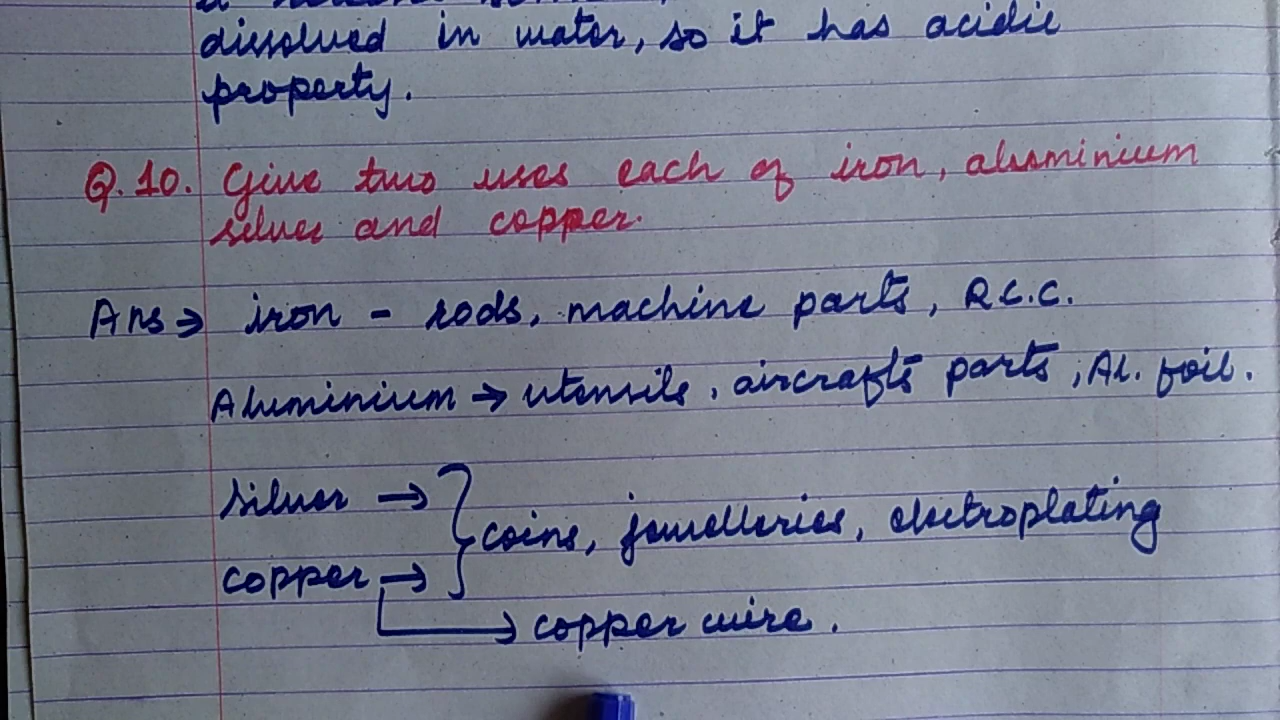 dissolved in water, so it has acidic
property.
Q.10. Give two uses each of iron, aluminium
silver and copper.
Ans ⇒ iron - rods, machine parts, R.C.C.
Aluminium → utensils, aircrafts parts, Al. foil.
Silver →
coins, jewelleries, electroplating
copper →
→ copper wire.